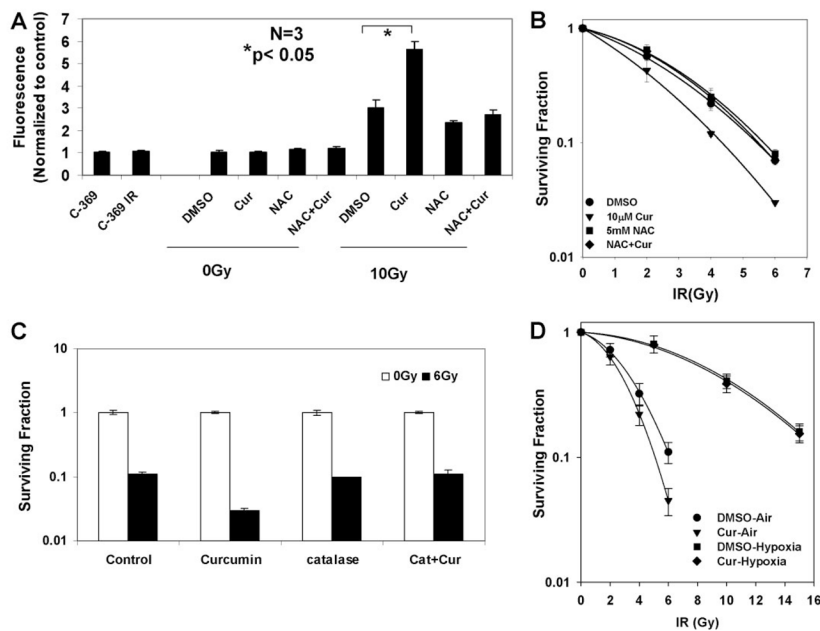 A
Fluorescence
(Normalized to control)
7
6
5
4
3
2
1
0
N=3
*p< 0.05
*
C-369
C-369 IR
DMSO
Cur
NAC
NAC+Cur
DMSO
Cur
NAC
NAC+Cur
0Gy
10Gy
B
Surviving Fraction
1
0.1
0.01
DMSO
10µM Cur
5mM NAC
NAC+Cur
0 1 2 3 4 5 6 7
IR(Gy)
C
Surviving Fraction
10
1
0.1
0.01
0Gy 6Gy
Control Curcumin catalase Cat+Cur
D
Surviving Fraction
1
0.1
0.01
DMSO-Air
Cur-Air
DMSO-Hypoxia
Cur-Hypoxia
0 2 4 6 8 10 12 14 16
IR (Gy)